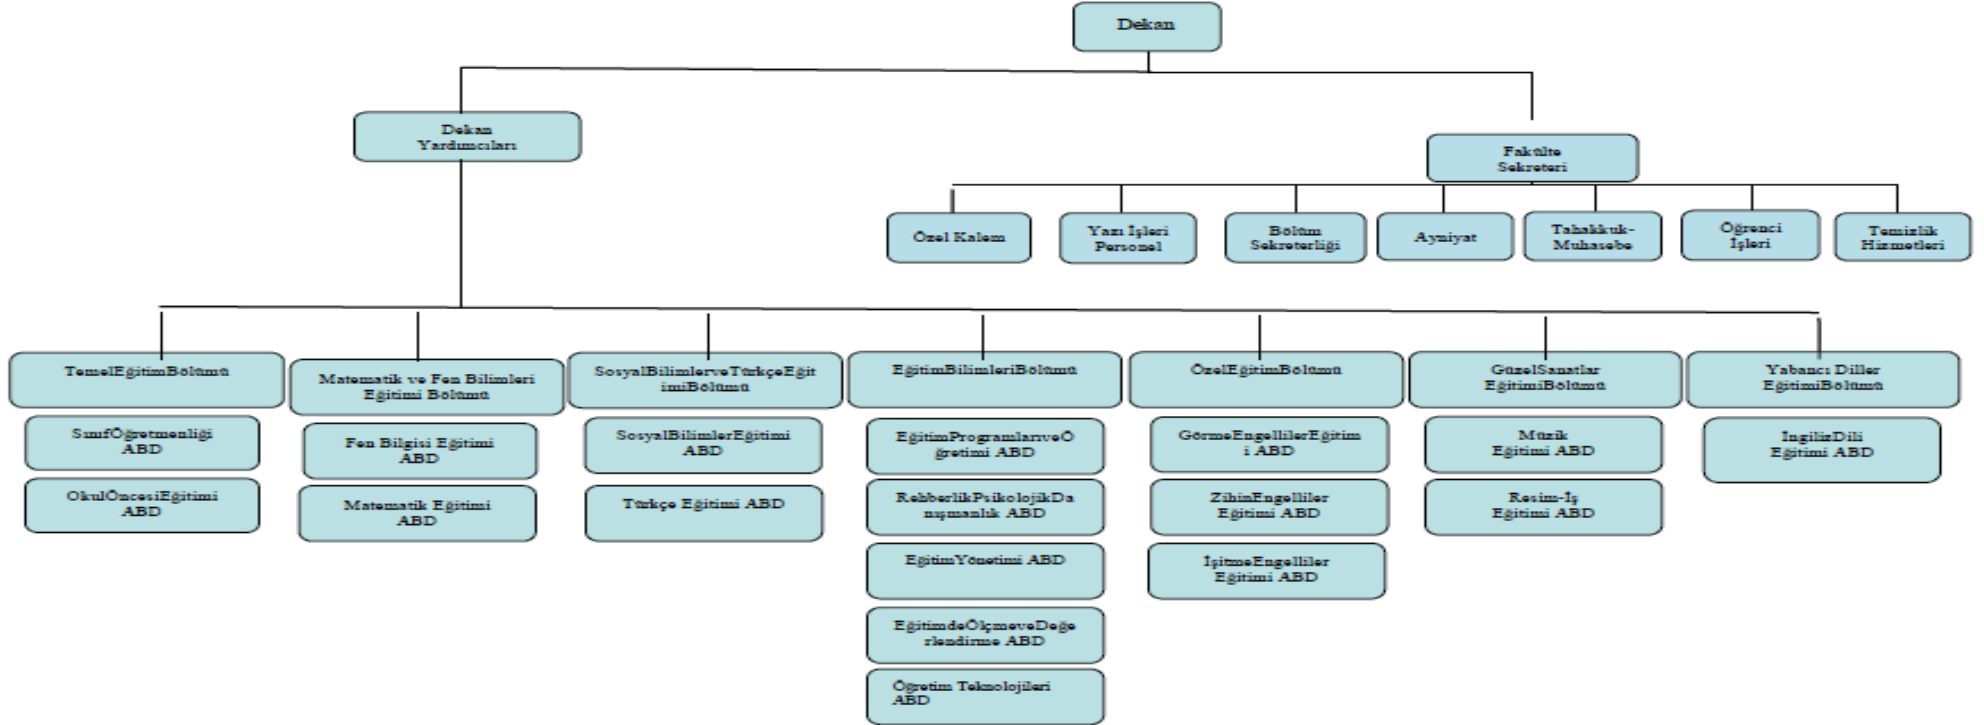 Dekan
Dekan
Yardımcıları
Fakülte
Sekreteri
Özel Kalem
Yazı İşleri
Personel
Bölüm
Sekreterliği
Ayniyat
Tahakkuk-
Muhasebe
Öğrenci
İşleri
Temizlik
Hizmetleri
TemelEğitimBölümü
Matematik ve Fen Bilimleri
Eğitimi Bölümü
SosyalBilimlerveTürkçeEğit
imiBölümü
EğitimBilimleriBölümü
ÖzelEğitimBölümü
GüzelSanatlar
EğitimiBölümü
Yabancı Diller
EğitimiBölümü
SınıfÖğretmenliği
ABD
OkulÖncesiEğitimi
ABD
Fen Bilgisi Eğitimi
ABD
Matematik Eğitimi
ABD
SosyalBilimlerEğitimi
ABD
Türkçe Eğitimi ABD
EğitimProgramlarıveÖ
ğretimi ABD
RehberlikPsikolojikDa
nışmanlık ABD
EğitimYönetimi ABD
EğitimdeÖlçmeveDeğe
rlendirme ABD
Öğretim Teknolojileri
ABD
GörmeEngellilerEğitim
i ABD
ZihinEngelliler
Eğitimi ABD
İşitmeEngelliler
Eğitimi ABD
Müzik
Eğitimi ABD
Resim-İş
Eğitimi ABD
İngilizDili
Eğitimi ABD